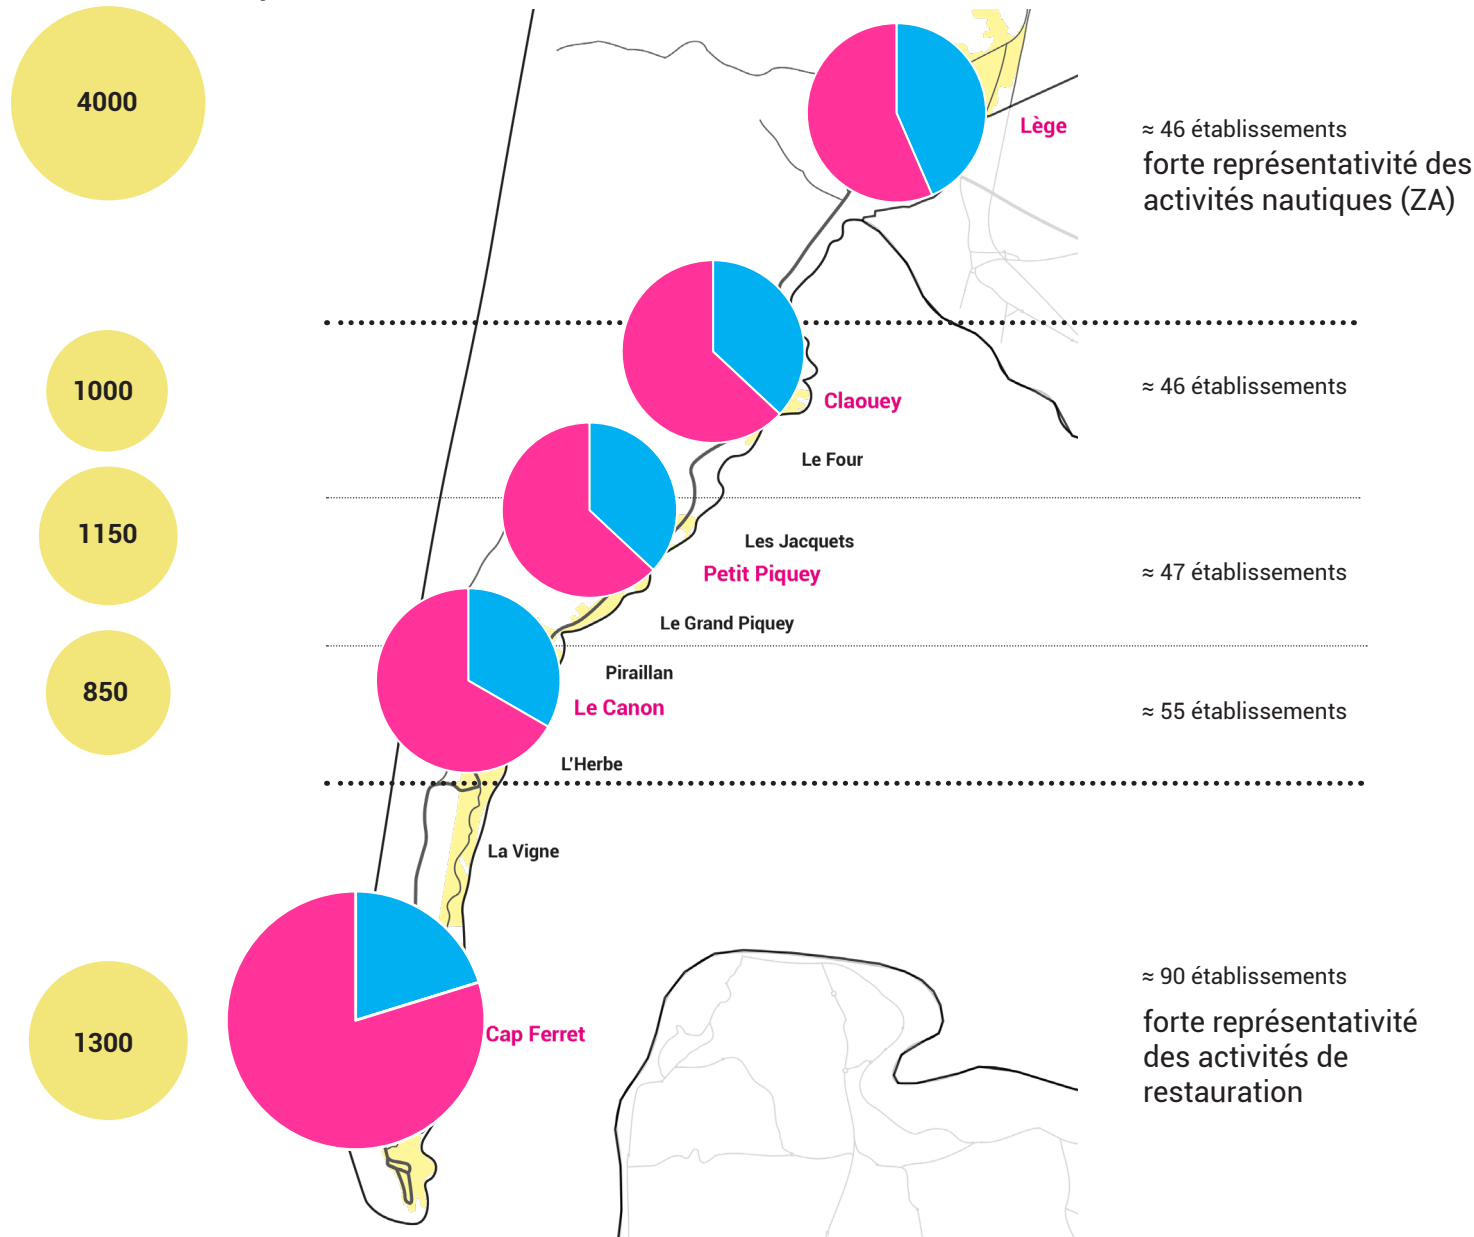 4000
Lège
≈ 46 établissements
forte représentativité des
activités nautiques (ZA)
1000
Claouey
≈ 46 établissements
Le Four
1150
Les Jacquets
Petit Piquey
≈ 47 établissements
Le Grand Piquey
850
Piraillan
Le Canon
≈ 55 établissements
L'Herbe
La Vigne
1300
Cap Ferret
≈ 90 établissements
forte représentativité
des activités de
restauration